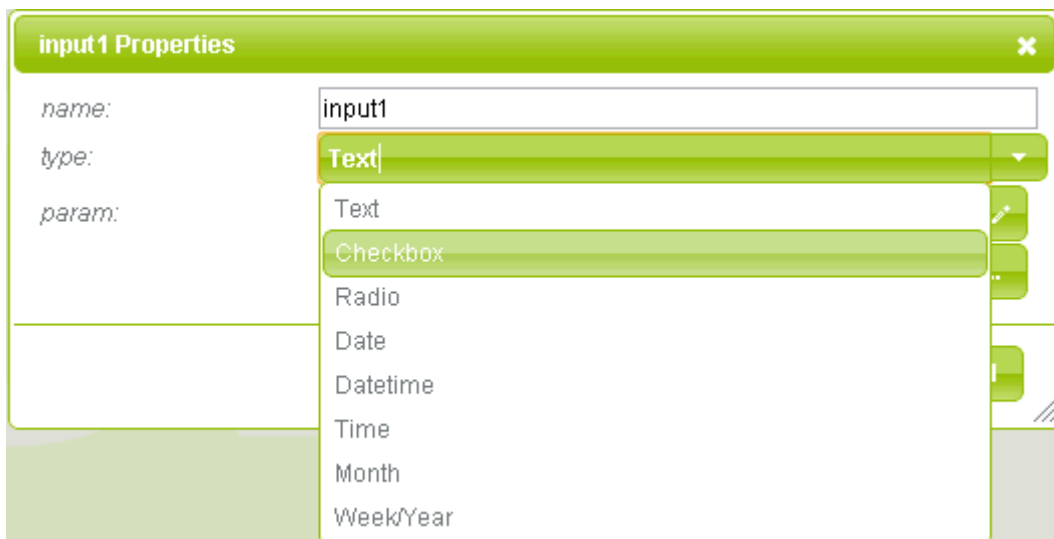 input1 Properties
name:
input1
type:
Text
param:
Text
Checkbox
Radio
Date
Datetime
Time
Month
Week/Year